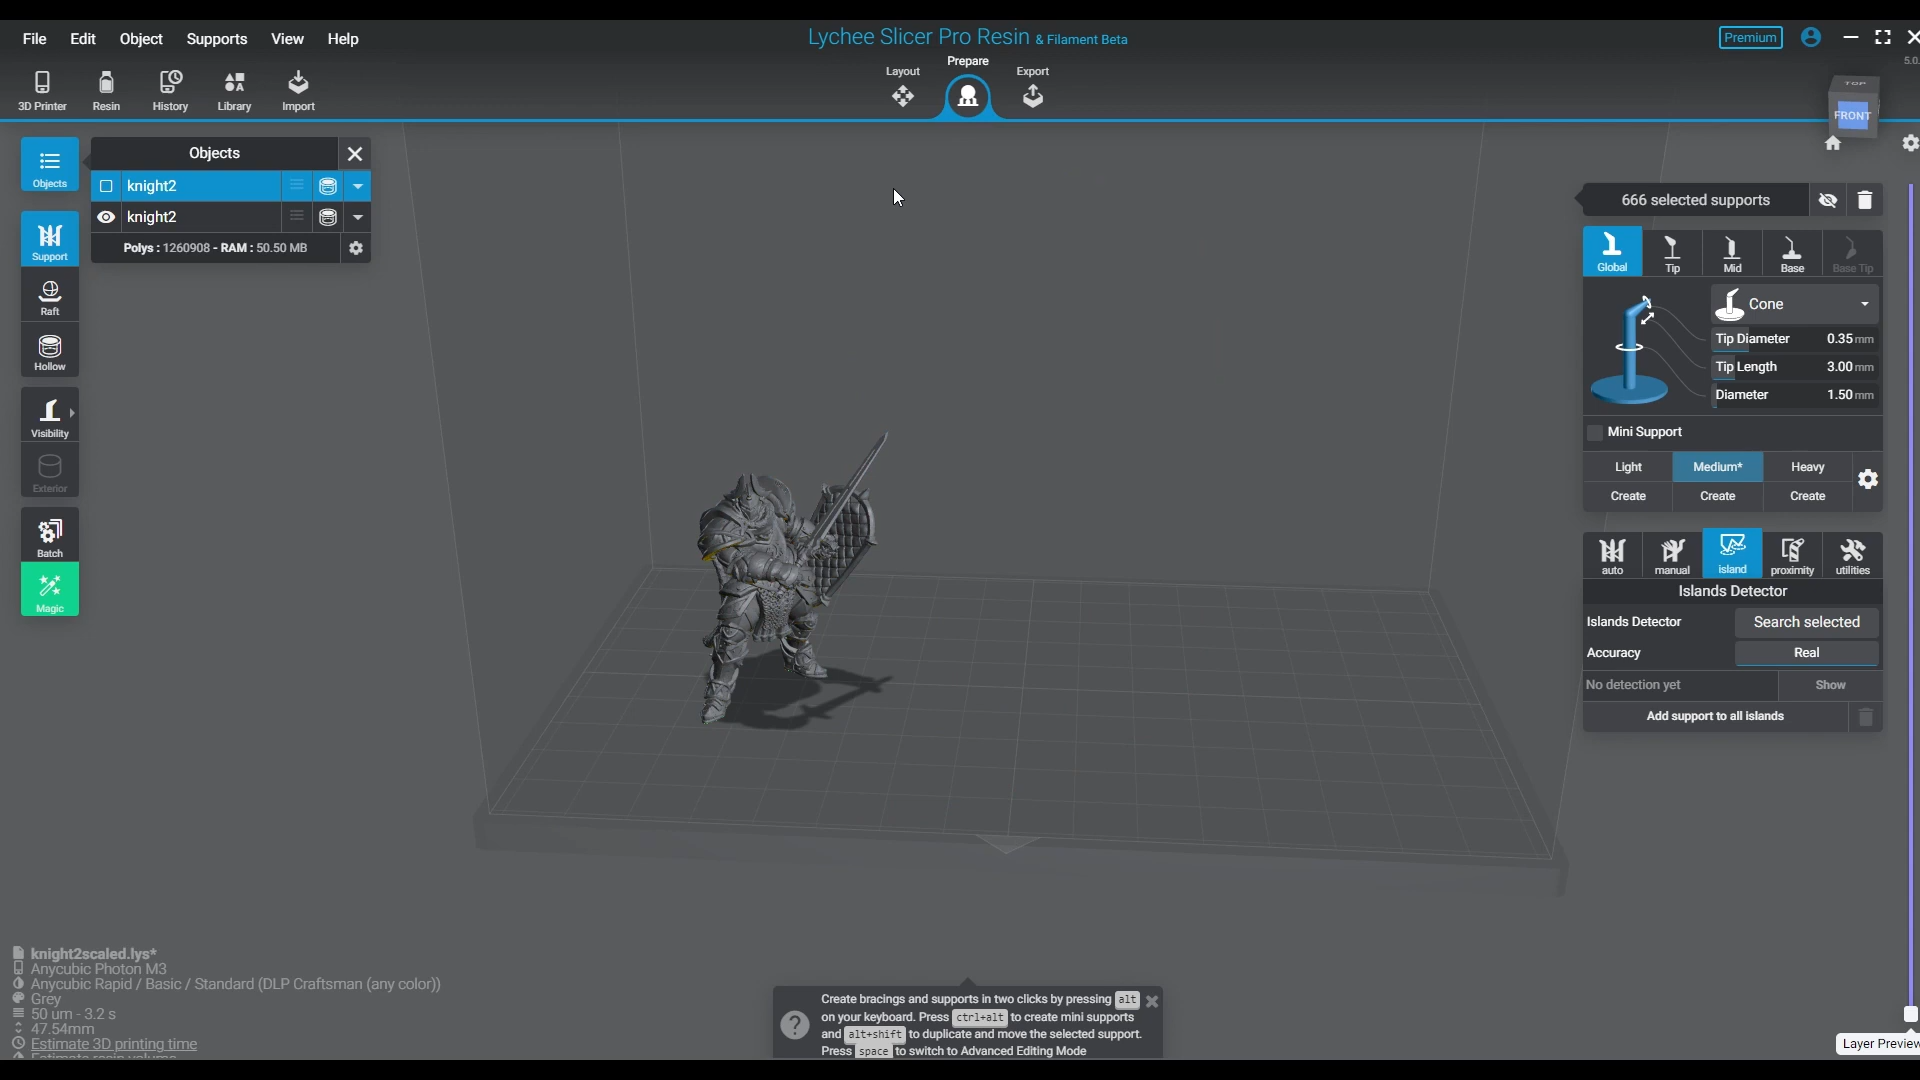 File Edit Object Supports View Help
Lychee Slicer Pro Resin & Filament Beta
Premium
5.0.
3D Printer Resin History Library Import
Layout Prepare Export
TOP
FRONT
Objects
Objects
knight2
knight2
Polys : 1260908 - RAM : 50.50 MB
Support
Raft
Hollow
Visibility
Exterior
Batch
Magic
666 selected supports
Global Tip Mid Base Base Tip
Cone
Tip Diameter 0.35 mm
Tip Length 3.00 mm
Diameter 1.50 mm
Mini Support
Light Medium* Heavy
Create Create Create
auto manual island proximity utilities
Islands Detector
Islands Detector Search selected
Accuracy Real
No detection yet Show
Add support to all islands
knight2scaled.lys*
Anycubic Photon M3
Anycubic Rapid / Basic / Standard (DLP Craftsman (any color))
Grey
50 um - 3.2 s
47.54mm
Estimate 3D printing time
Estimate resin volume
Create bracings and supports in two clicks by pressing alt
on your keyboard. Press ctrl+alt to create mini supports
and alt+shift to duplicate and move the selected support.
Press space to switch to Advanced Editing Mode
Layer Preview